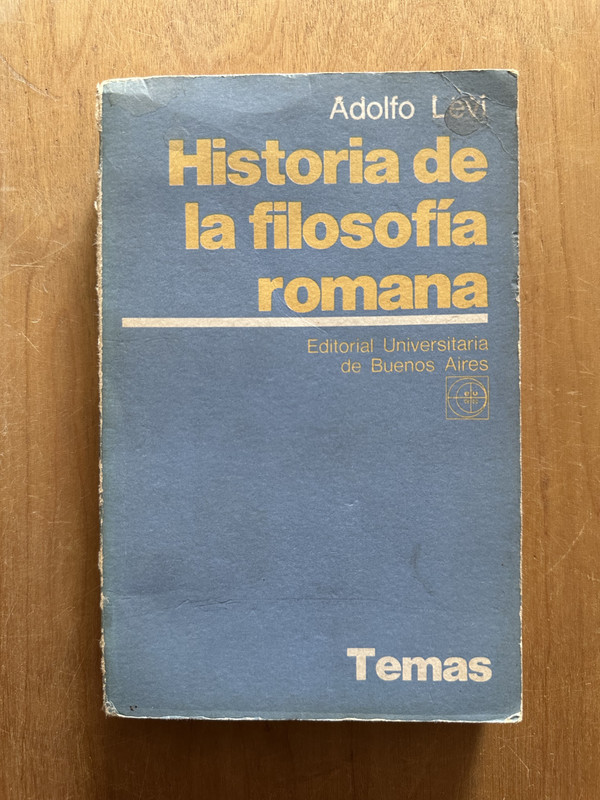 Adolfo Levi
Historia de
la filosofía
romana
Editorial Universitaria
de Buenos Aires
Temas